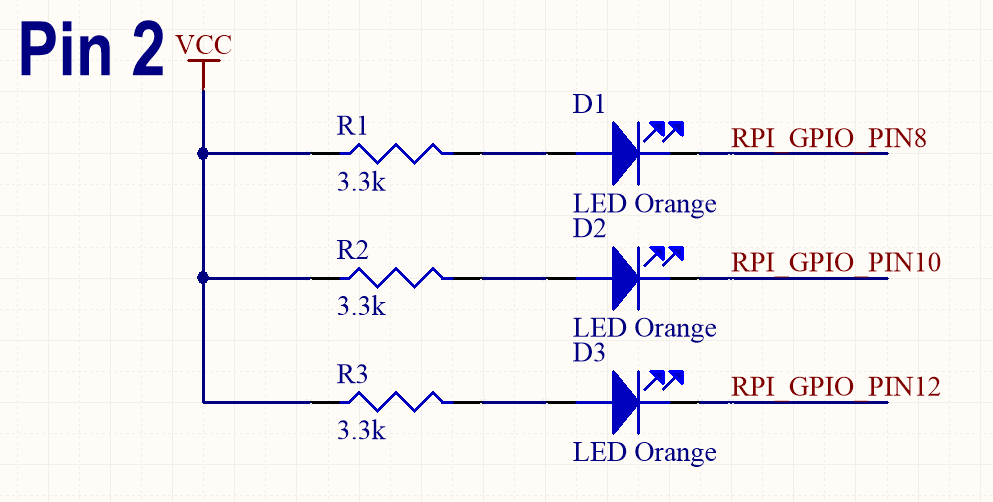 Pin 2
VCC
D1
R1
RPI_GPIO_PIN8
3.3k
LED Orange
D2
R2
RPI_GPIO_PIN10
3.3k
LED Orange
D3
R3
RPI_GPIO_PIN12
3.3k
LED Orange